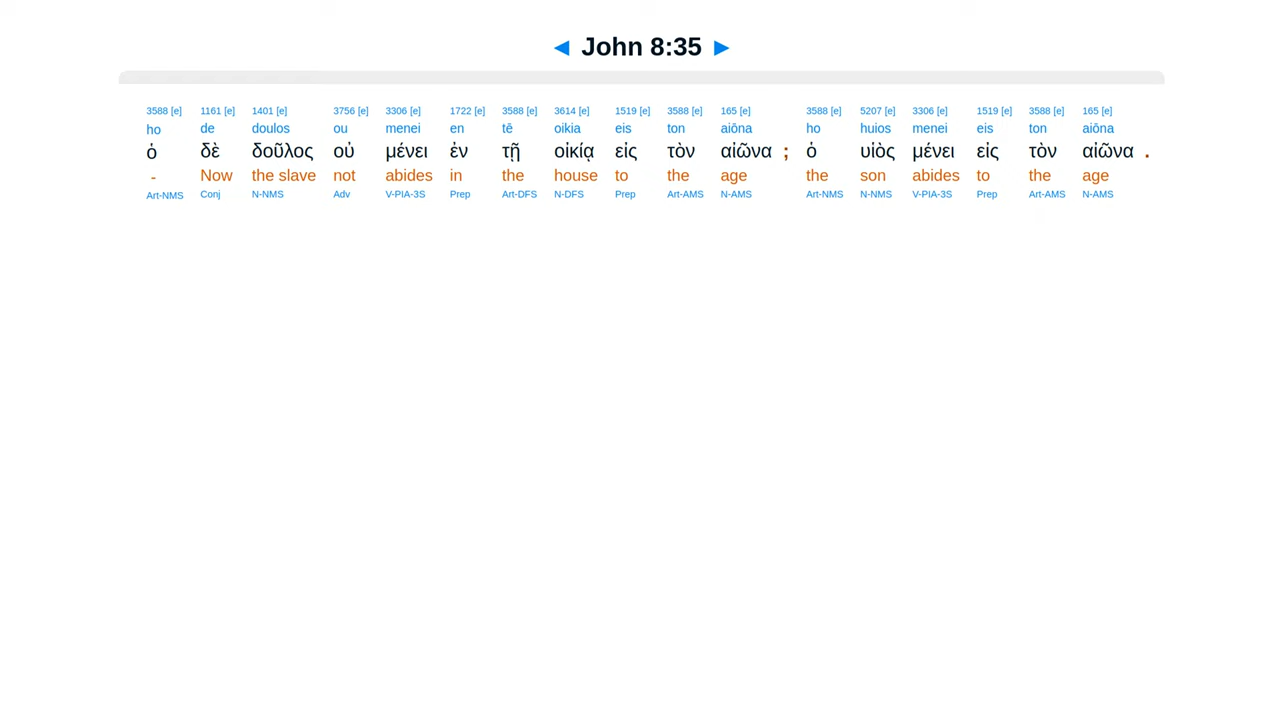 ◄ John 8:35 ►
3588 [e] 1161 [e] 1401 [e] 3756 [e] 3306 [e] 1722 [e] 3588 [e] 3614 [e] 1519 [e] 3588 [e] 165 [e] 3588 [e] 5207 [e] 3306 [e] 1519 [e] 3588 [e] 165 [e]
ho de doulos ou menei en tē oikia eis ton aiōna ho huios menei eis ton aiōna
ὁ δὲ δοῦλος οὐ μένει ἐν τῇ οἰκίᾳ εἰς τὸν αἰῶνα ; ὁ υἱὸς μένει εἰς τὸν αἰῶνα .
- Now the slave not abides in the house to the age the son abides to the age
Art-NMS Conj N-NMS Adv V-PIA-3S Prep Art-DFS N-DFS Prep Art-AMS N-AMS Art-NMS N-NMS V-PIA-3S Prep Art-AMS N-AMS